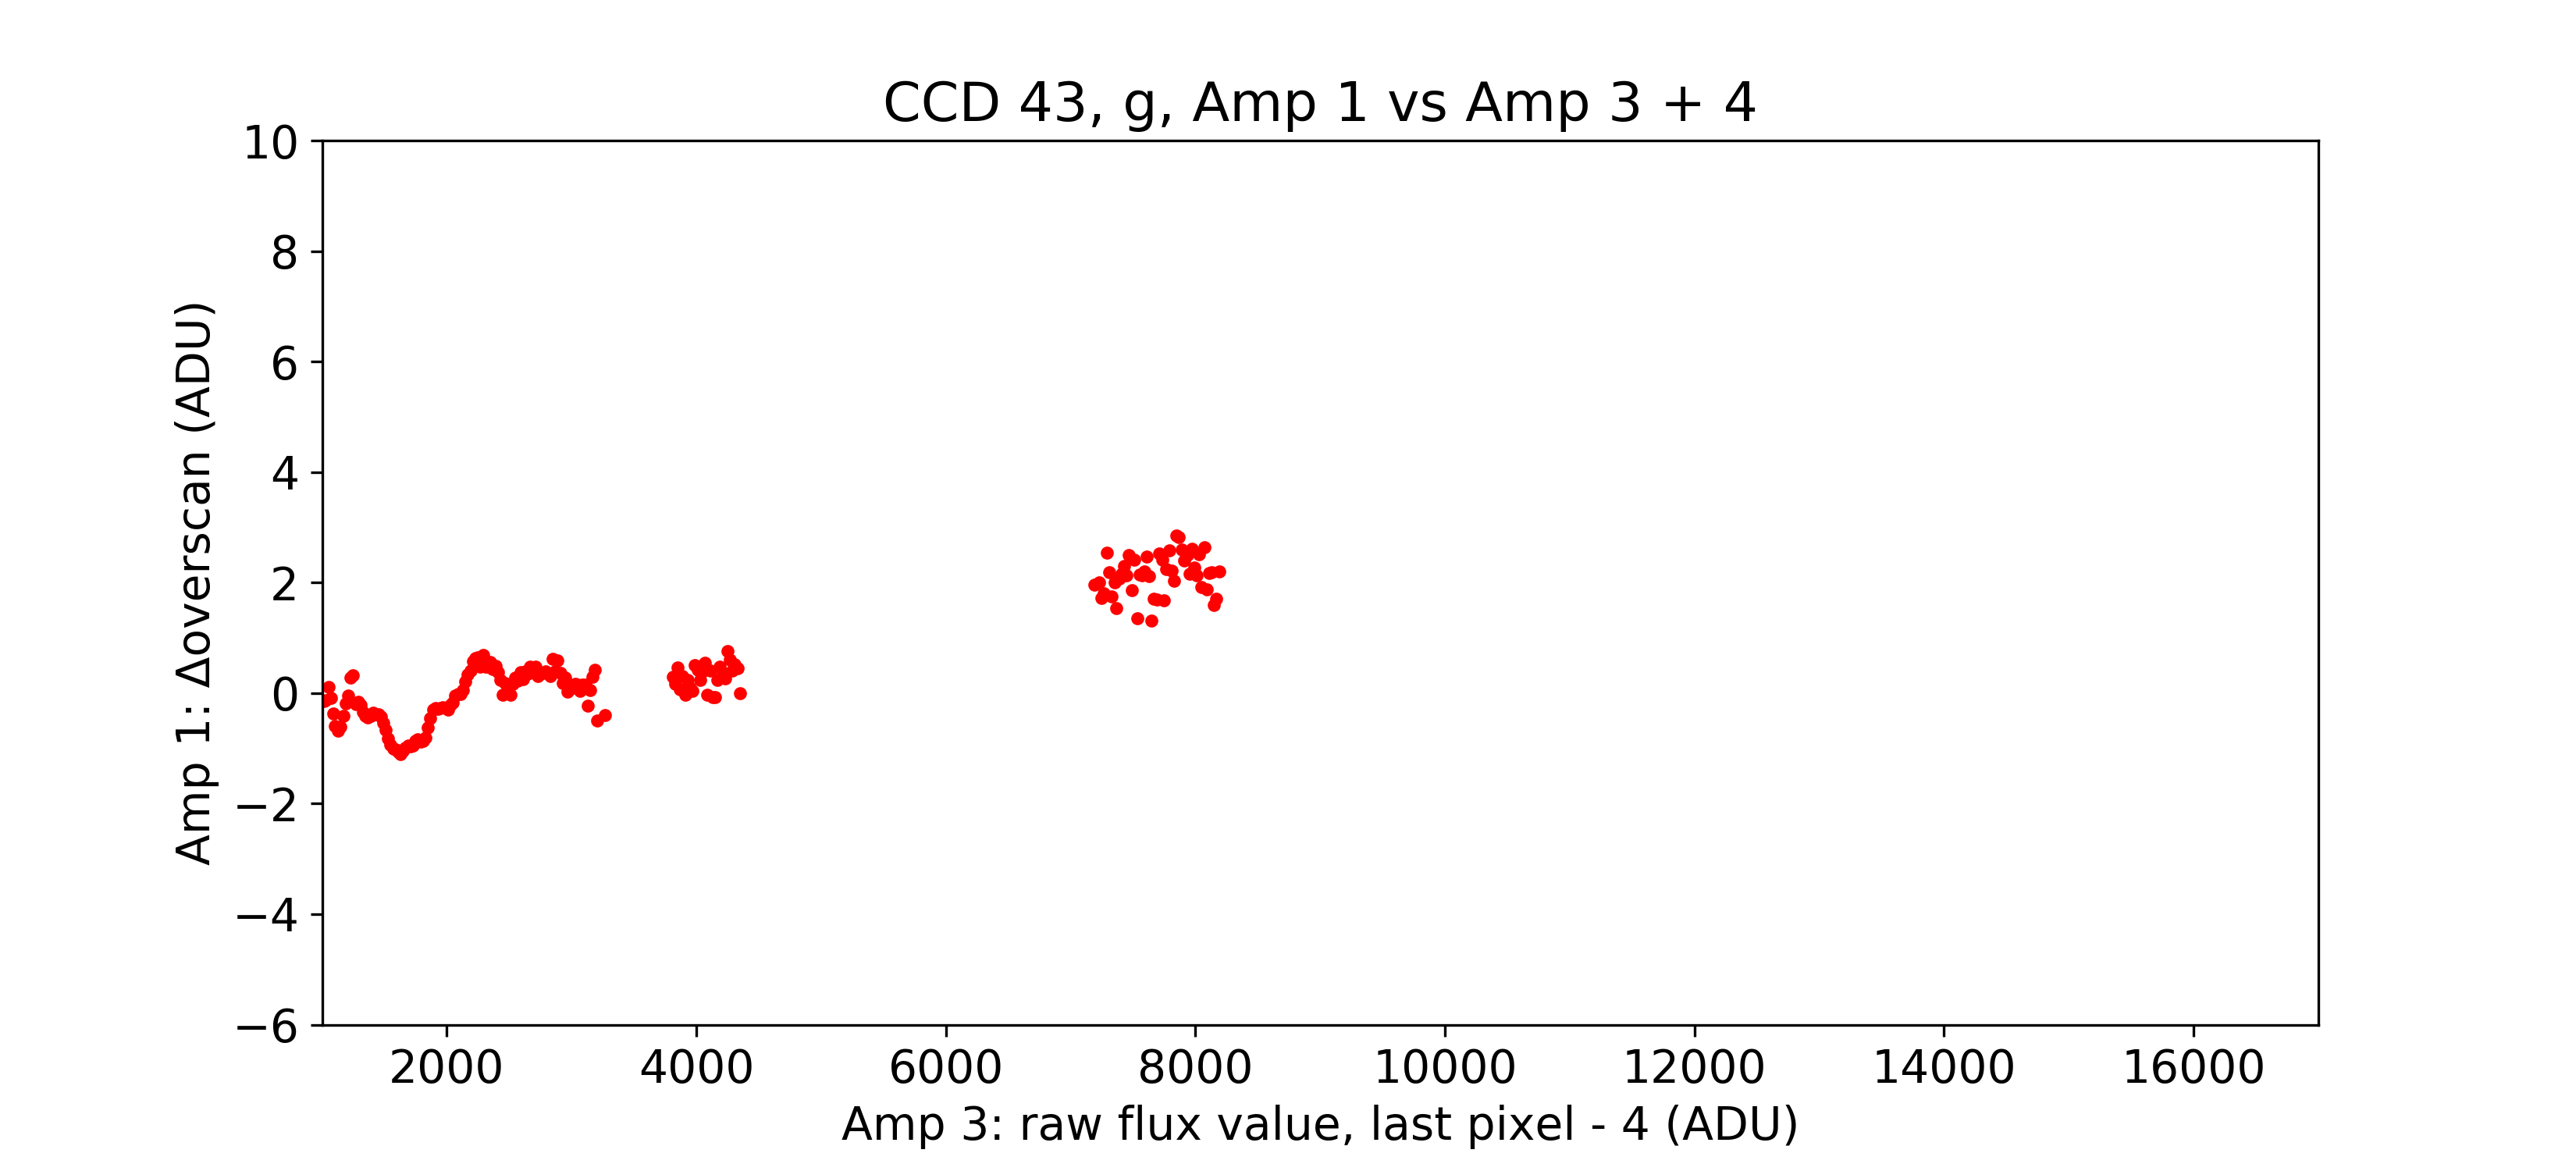 CCD 43, g, Amp 1 vs Amp 3 + 4
10
8
6
4
2
0
−2
−4
−6
Amp 1: Δoverscan (ADU)
2000 4000 6000 8000 10000 12000 14000 16000
Amp 3: raw flux value, last pixel - 4 (ADU)